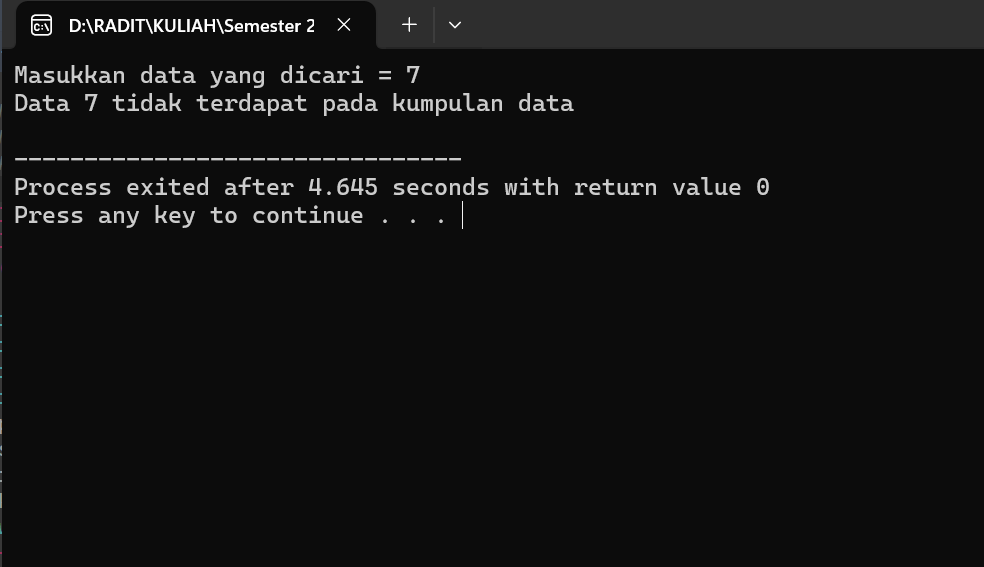 D:\RADIT\KULIAH\Semester 2
Masukkan data yang dicari = 7
Data 7 tidak terdapat pada kumpulan data
--------------------------------
Process exited after 4.645 seconds with return value 0
Press any key to continue . . .